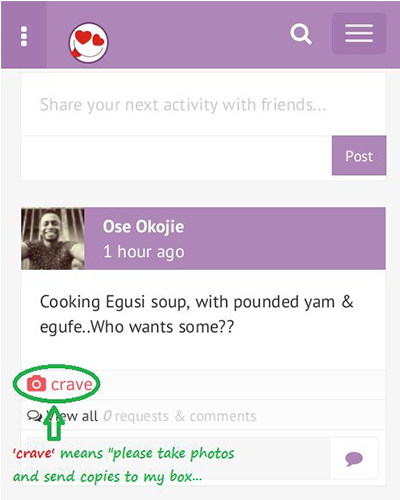 Share your next activity with friends...
Post
Ose Okojie
1 hour ago
Cooking Egusi soup, with pounded yam &
egufe..Who wants some??
crave
View all 0 requests & comments
'crave' means "please take photos
and send copies to my box...